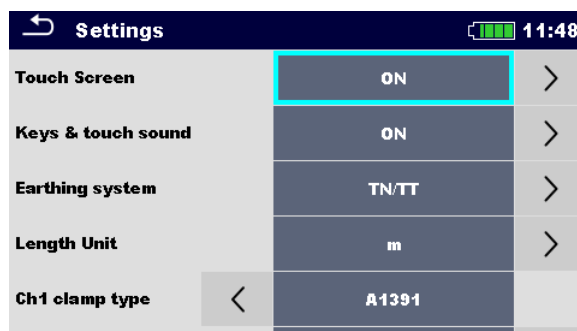 Settings 11:48
Touch Screen ON
Keys & touch sound ON
Earthing system TN/TT
Length Unit m
Ch1 clamp type A1391